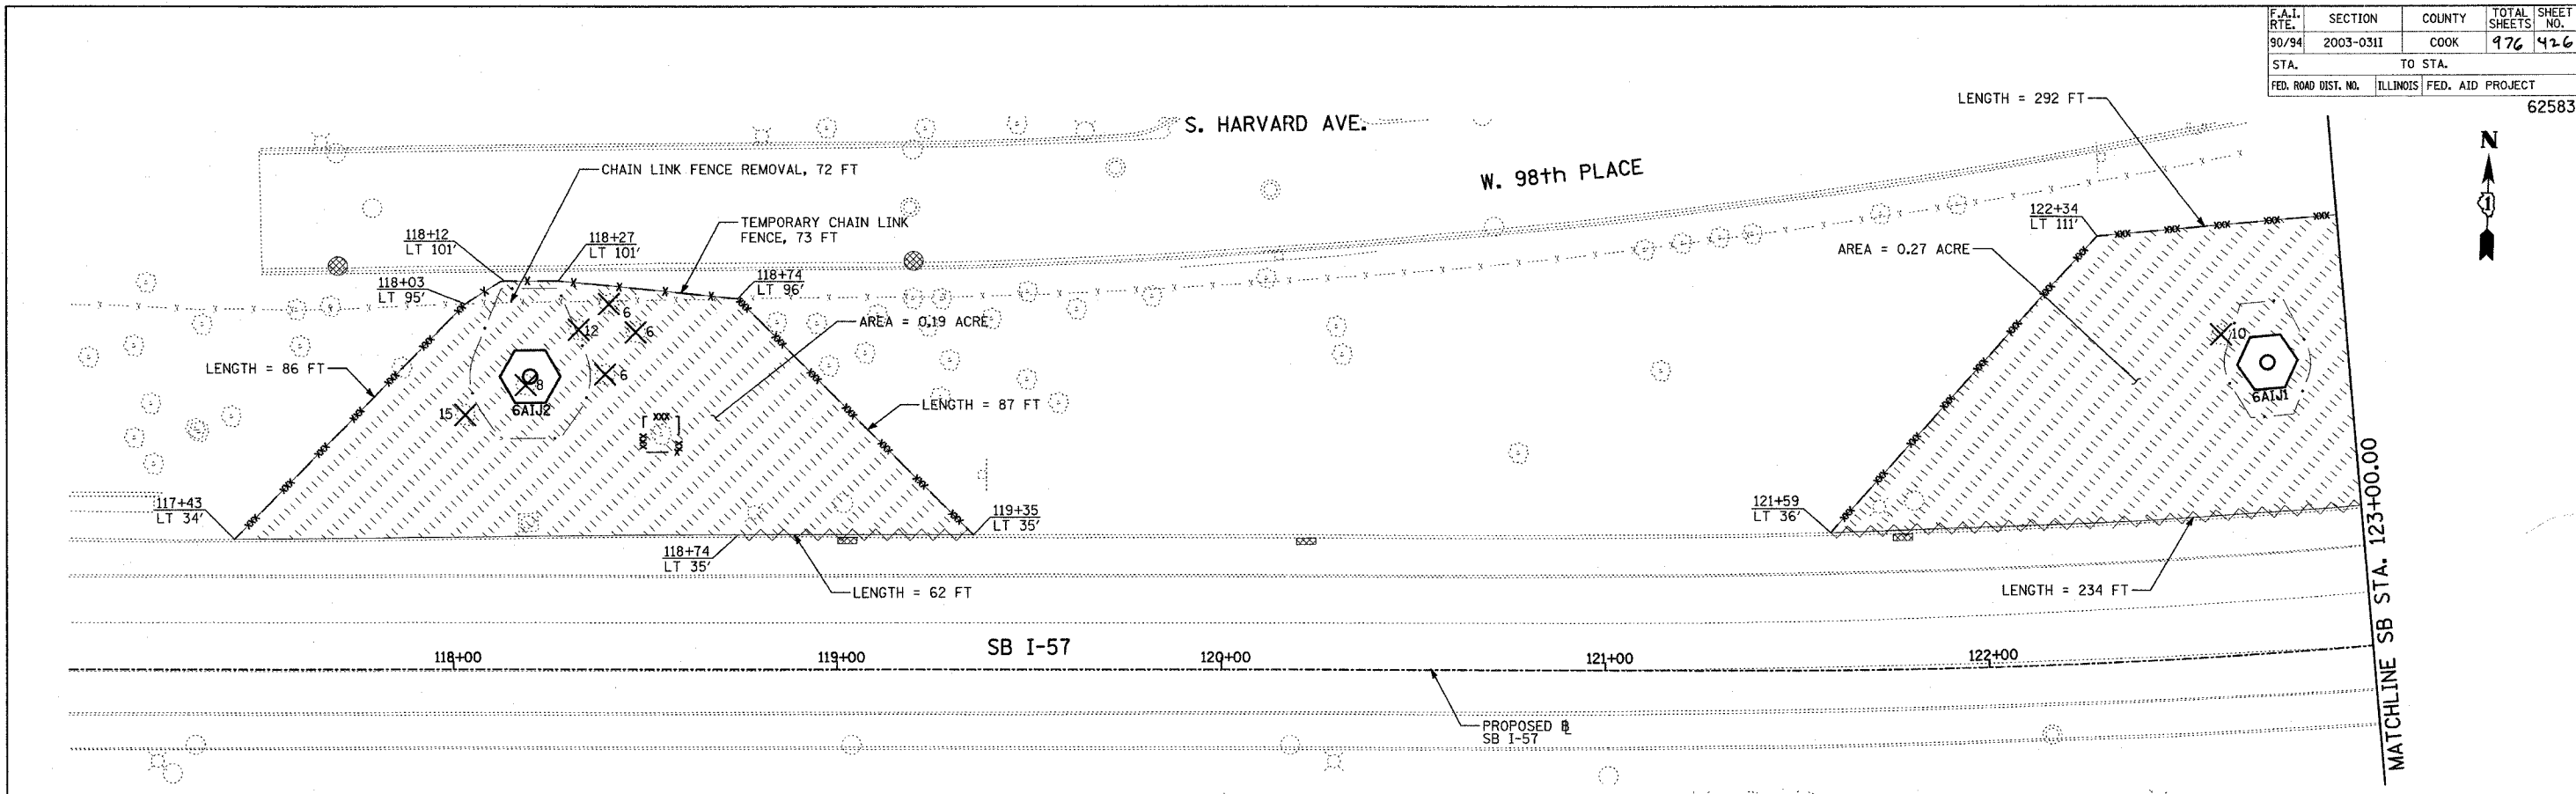 F.A.I. RTE. SECTION COUNTY TOTAL SHEETS SHEET NO.
90/94 2003-031I COOK 976 426
STA. TO STA.
FED. ROAD DIST. NO. ILLINOIS FED. AID PROJECT
62583
N
1
LENGTH = 292 FT
S. HARVARD AVE.
W. 98th PLACE
CHAIN LINK FENCE REMOVAL, 72 FT
TEMPORARY CHAIN LINK
FENCE, 73 FT
118+12
LT 101'
118+27
LT 101'
118+03
LT 95'
118+74
LT 96'
122+34
LT 111'
AREA = 0.27 ACRE
AREA = 0.19 ACRE
LENGTH = 86 FT
LENGTH = 87 FT
6
12
6
6
8
15
6AIJ2
10
6AIJ1
117+43
LT 34'
118+74
LT 35'
119+35
LT 35'
121+59
LT 36'
LENGTH = 62 FT
LENGTH = 234 FT
SB I-57
118+00
119+00
120+00
121+00
122+00
PROPOSED ℄
SB I-57
MATCHLINE SB STA. 123+00.00